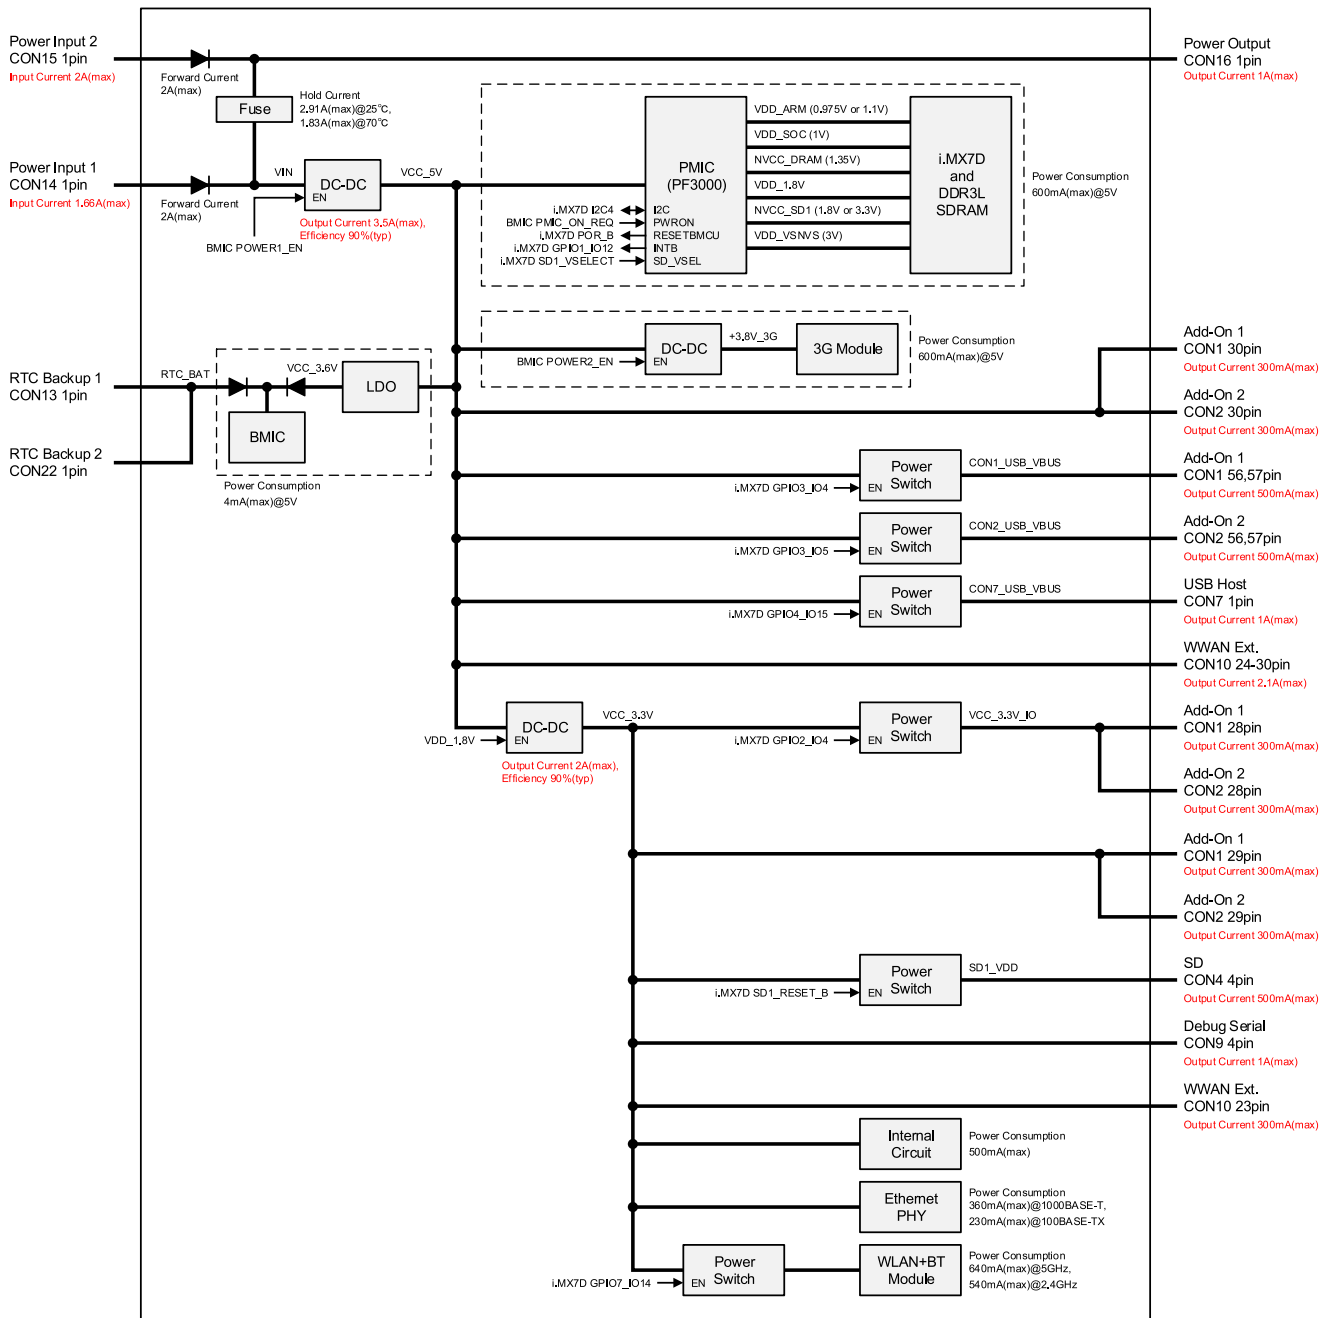 Power Input 2
CON15 1pin
Input Current 2A(max)
Forward Current
2A(max)
Fuse
Hold Current
2.91A(max)@25°C,
1.83A(max)@70°C
Power Input 1
CON14 1pin
Input Current 1.66A(max)
Forward Current
2A(max)
VIN
DC-DC
EN
VCC_5V
BMIC POWER1_EN
Output Current 3.5A(max),
Efficiency 90%(typ)
PMIC
(PF3000)
i.MX7D I2C4
I2C
BMIC PMIC_ON_REQ
PWRON
i.MX7D POR_B
RESETBMCU
i.MX7D GPIO1_IO12
INTB
i.MX7D SD1_VSELECT
SD_VSEL
VDD_ARM (0.975V or 1.1V)
VDD_SOC (1V)
NVCC_DRAM (1.35V)
VDD_1.8V
NVCC_SD1 (1.8V or 3.3V)
VDD_VSNVS (3V)
i.MX7D
and
DDR3L
SDRAM
Power Consumption
600mA(max)@5V
Power Output
CON16 1pin
Output Current 1A(max)
BMIC POWER2_EN
DC-DC
EN
+3.8V_3G
3G Module
Power Consumption
600mA(max)@5V
RTC Backup 1
CON13 1pin
RTC_BAT
VCC_3.6V
LDO
BMIC
RTC Backup 2
CON22 1pin
Power Consumption
4mA(max)@5V
Add-On 1
CON1 30pin
Output Current 300mA(max)
Add-On 2
CON2 30pin
Output Current 300mA(max)
i.MX7D GPIO3_IO4
Power
Switch
EN
CON1_USB_VBUS
Add-On 1
CON1 56,57pin
Output Current 500mA(max)
i.MX7D GPIO3_IO5
Power
Switch
EN
CON2_USB_VBUS
Add-On 2
CON2 56,57pin
Output Current 500mA(max)
i.MX7D GPIO4_IO15
Power
Switch
EN
CON7_USB_VBUS
USB Host
CON7 1pin
Output Current 1A(max)
WWAN Ext.
CON10 24-30pin
Output Current 2.1A(max)
VDD_1.8V
DC-DC
EN
VCC_3.3V
Output Current 2A(max),
Efficiency 90%(typ)
i.MX7D GPIO2_IO4
Power
Switch
EN
VCC_3.3V_IO
Add-On 1
CON1 28pin
Output Current 300mA(max)
Add-On 2
CON2 28pin
Output Current 300mA(max)
Add-On 1
CON1 29pin
Output Current 300mA(max)
Add-On 2
CON2 29pin
Output Current 300mA(max)
i.MX7D SD1_RESET_B
Power
Switch
EN
SD1_VDD
SD
CON4 4pin
Output Current 500mA(max)
Debug Serial
CON9 4pin
Output Current 1A(max)
WWAN Ext.
CON10 23pin
Output Current 300mA(max)
Internal
Circuit
Power Consumption
500mA(max)
Ethernet
PHY
Power Consumption
360mA(max)@1000BASE-T,
230mA(max)@100BASE-TX
i.MX7D GPIO7_IO14
Power
Switch
EN
WLAN+BT
Module
Power Consumption
640mA(max)@5GHz,
540mA(max)@2.4GHz